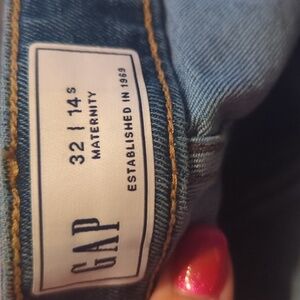 GAP
32 | 14S
MATERNITY
ESTABLISHED IN 1969